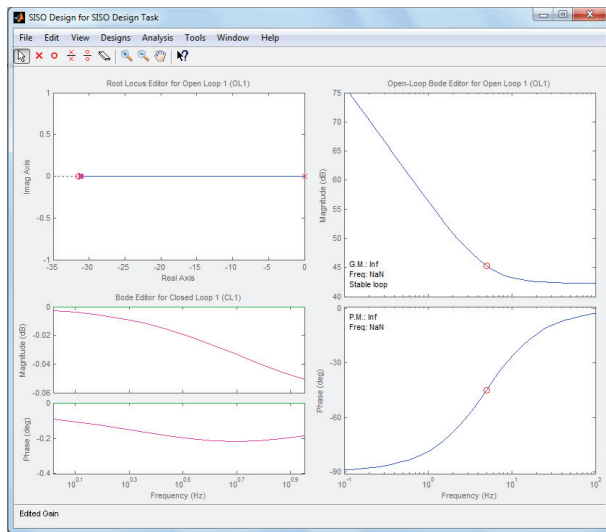 SISO Design for SISO Design Task
File Edit View Designs Analysis Tools Window Help
Root Locus Editor for Open Loop 1 (OL1)
1
0.5
0
-0.5
-1
Imag Axis
-35 -30 -25 -20 -15 -10 -5 0
Real Axis
Bode Editor for Closed Loop 1 (CL1)
0
-0.02
-0.04
-0.06
Magnitude (dB)
0
-0.2
-0.4
Phase (deg)
10^0.1 10^0.3 10^0.5 10^0.7 10^0.9
Frequency (Hz)
Open-Loop Bode Editor for Open Loop 1 (OL1)
75
70
65
60
55
50
45
40
Magnitude (dB)
G.M.: Inf
Freq: NaN
Stable loop
0
-30
-60
-90
Phase (deg)
P.M.: Inf
Freq: NaN
10^-1 10^0 10^1 10^2
Frequency (Hz)
Edited Gain